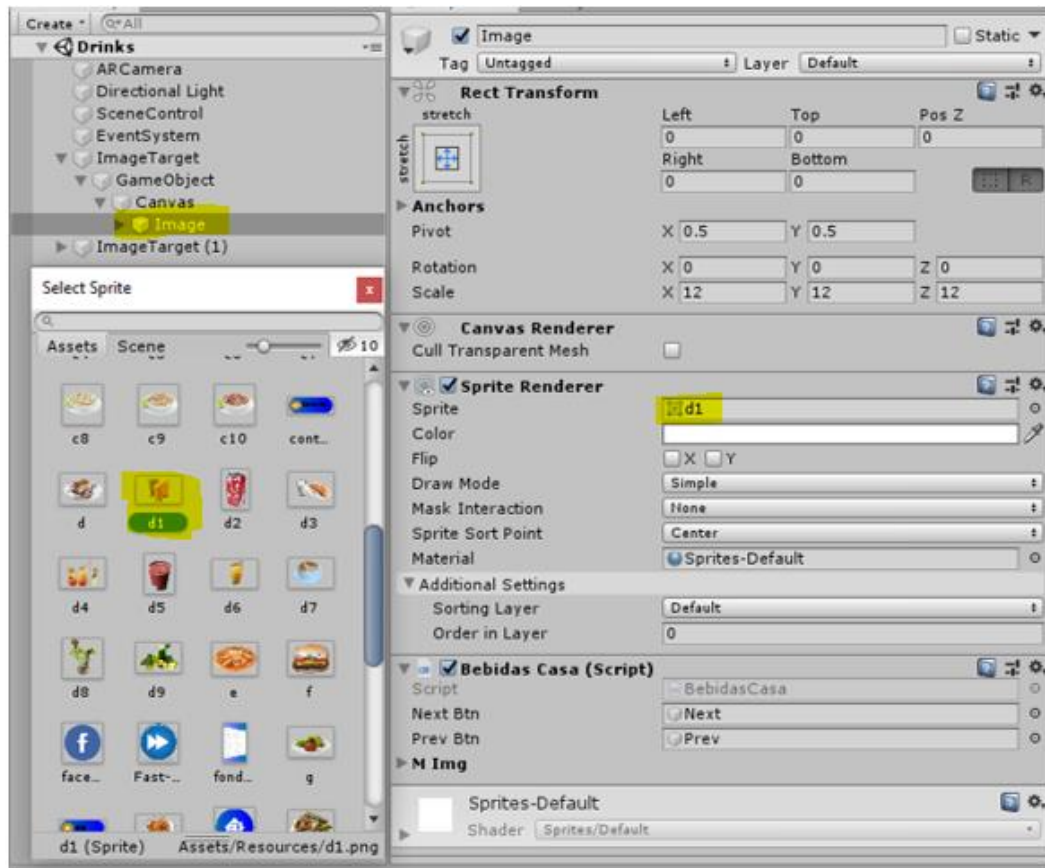 Create
All
Drinks
ARCamera
Directional Light
SceneControl
EventSystem
ImageTarget
GameObject
Canvas
Image
ImageTarget (1)
Select Sprite
x
Assets Scene 10
c8 c9 c10 cont...
d d1 d2 d3
d4 d5 d6 d7
d8 d9 e f
face... Fast-... fond... g
d1 (Sprite) Assets/Resources/d1.png
Image Static
Tag Untagged Layer Default
Rect Transform
stretch Left Top Pos Z
stretch
0 0 0
Right Bottom
0 0 R
Anchors
Pivot X 0.5 Y 0.5
Rotation X 0 Y 0 Z 0
Scale X 12 Y 12 Z 12
Canvas Renderer
Cull Transparent Mesh
Sprite Renderer
Sprite d1
Color
Flip X Y
Draw Mode Simple
Mask Interaction None
Sprite Sort Point Center
Material Sprites-Default
Additional Settings
Sorting Layer Default
Order in Layer 0
Bebidas Casa (Script)
Script BebidasCasa
Next Btn Next
Prev Btn Prev
M Img
Sprites-Default
Shader Sprites/Default